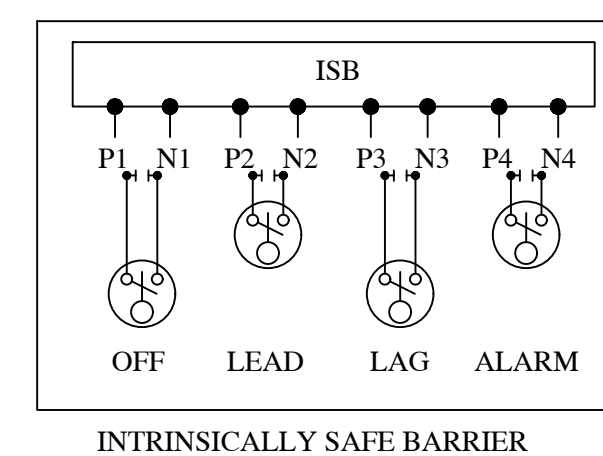 ISB
P1 N1 P2 N2 P3 N3 P4 N4
OFF LEAD LAG ALARM
INTRINSICALLY SAFE BARRIER